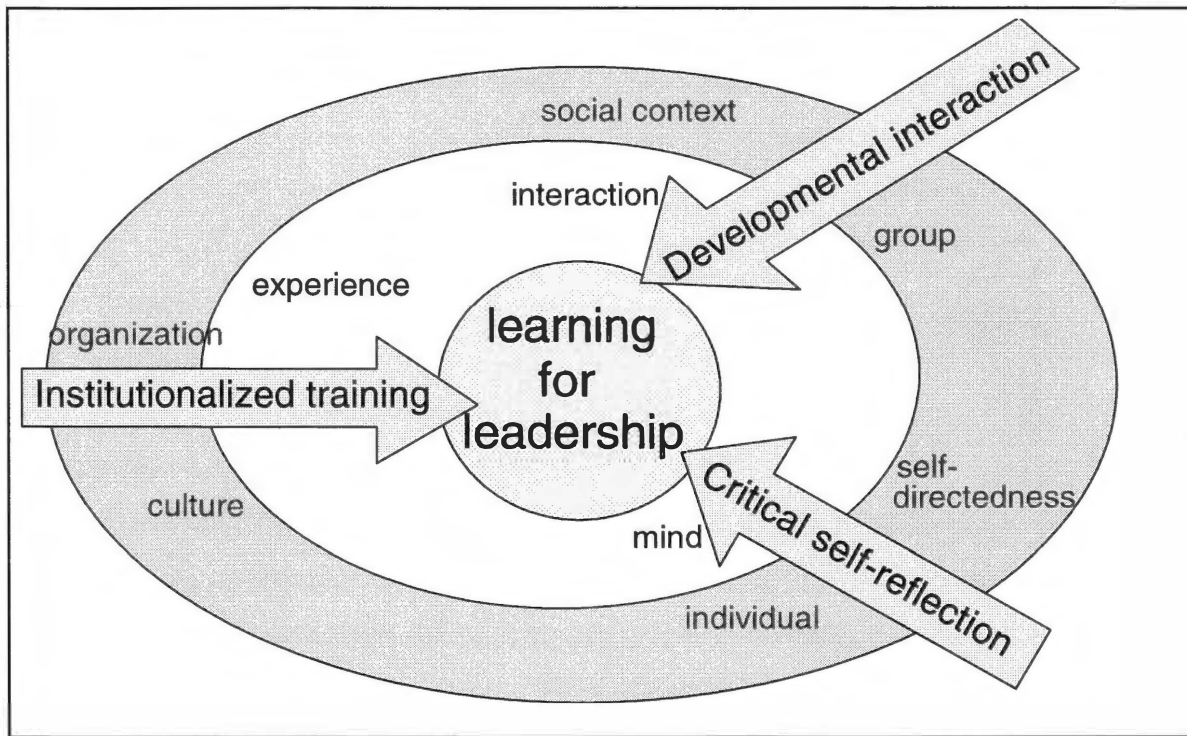 social context
Developmental interaction
interaction
group
experience
organization
learning
for
leadership
Institutionalized training
self-
directedness
culture
Critical self-reflection
mind
individual